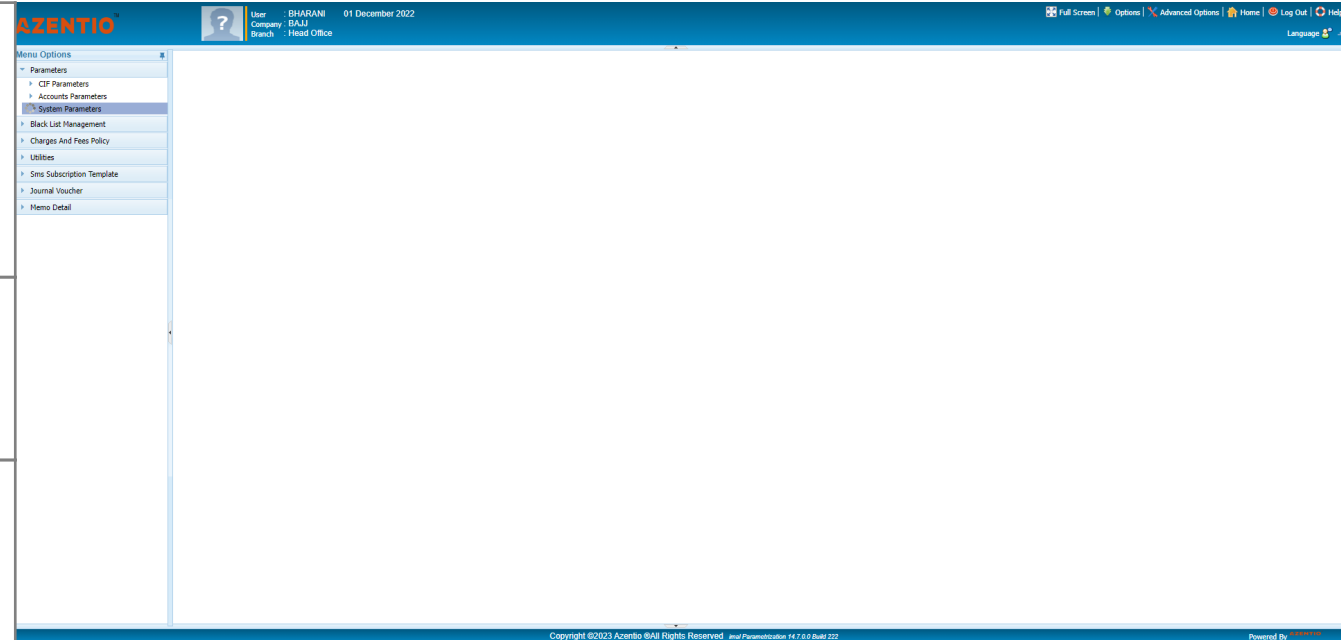 AZENTIO™
User : BHARANI 01 December 2022
Company : BAJJ
Branch : Head Office
Full Screen | Options | Advanced Options | Home | Log Out | Help
Language
Menu Options
Parameters
CIF Parameters
Accounts Parameters
System Parameters
Black List Management
Charges And Fees Policy
Utilities
Sms Subscription Template
Journal Voucher
Memo Detail
Copyright ©2023 Azentio ®All Rights Reserved imal Parametrization 14.7.0.0 Build 222
Powered By AZENTIO